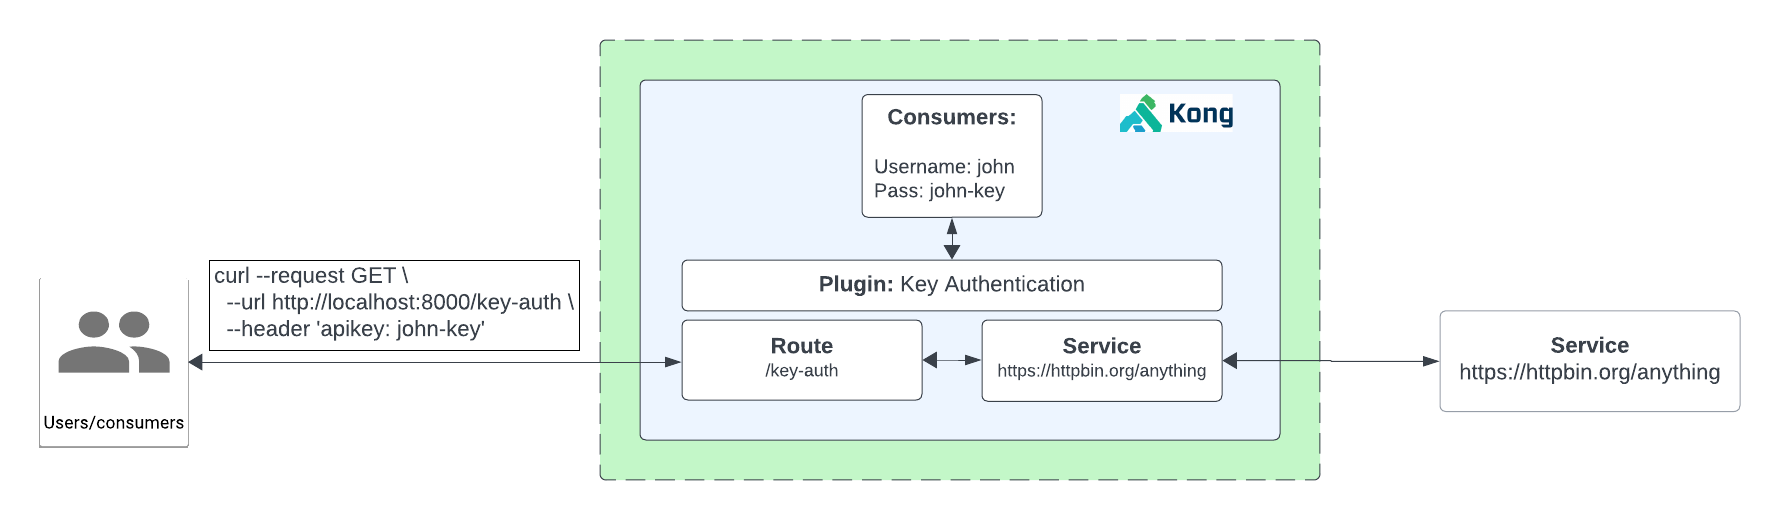 Consumers:
Username: john
Pass: john-key
Kong
Plugin: Key Authentication
curl --request GET \
--url http://localhost:8000/key-auth \
--header 'apikey: john-key'
Users/consumers
Route
/key-auth
Service
https://httpbin.org/anything
Service
https://httpbin.org/anything